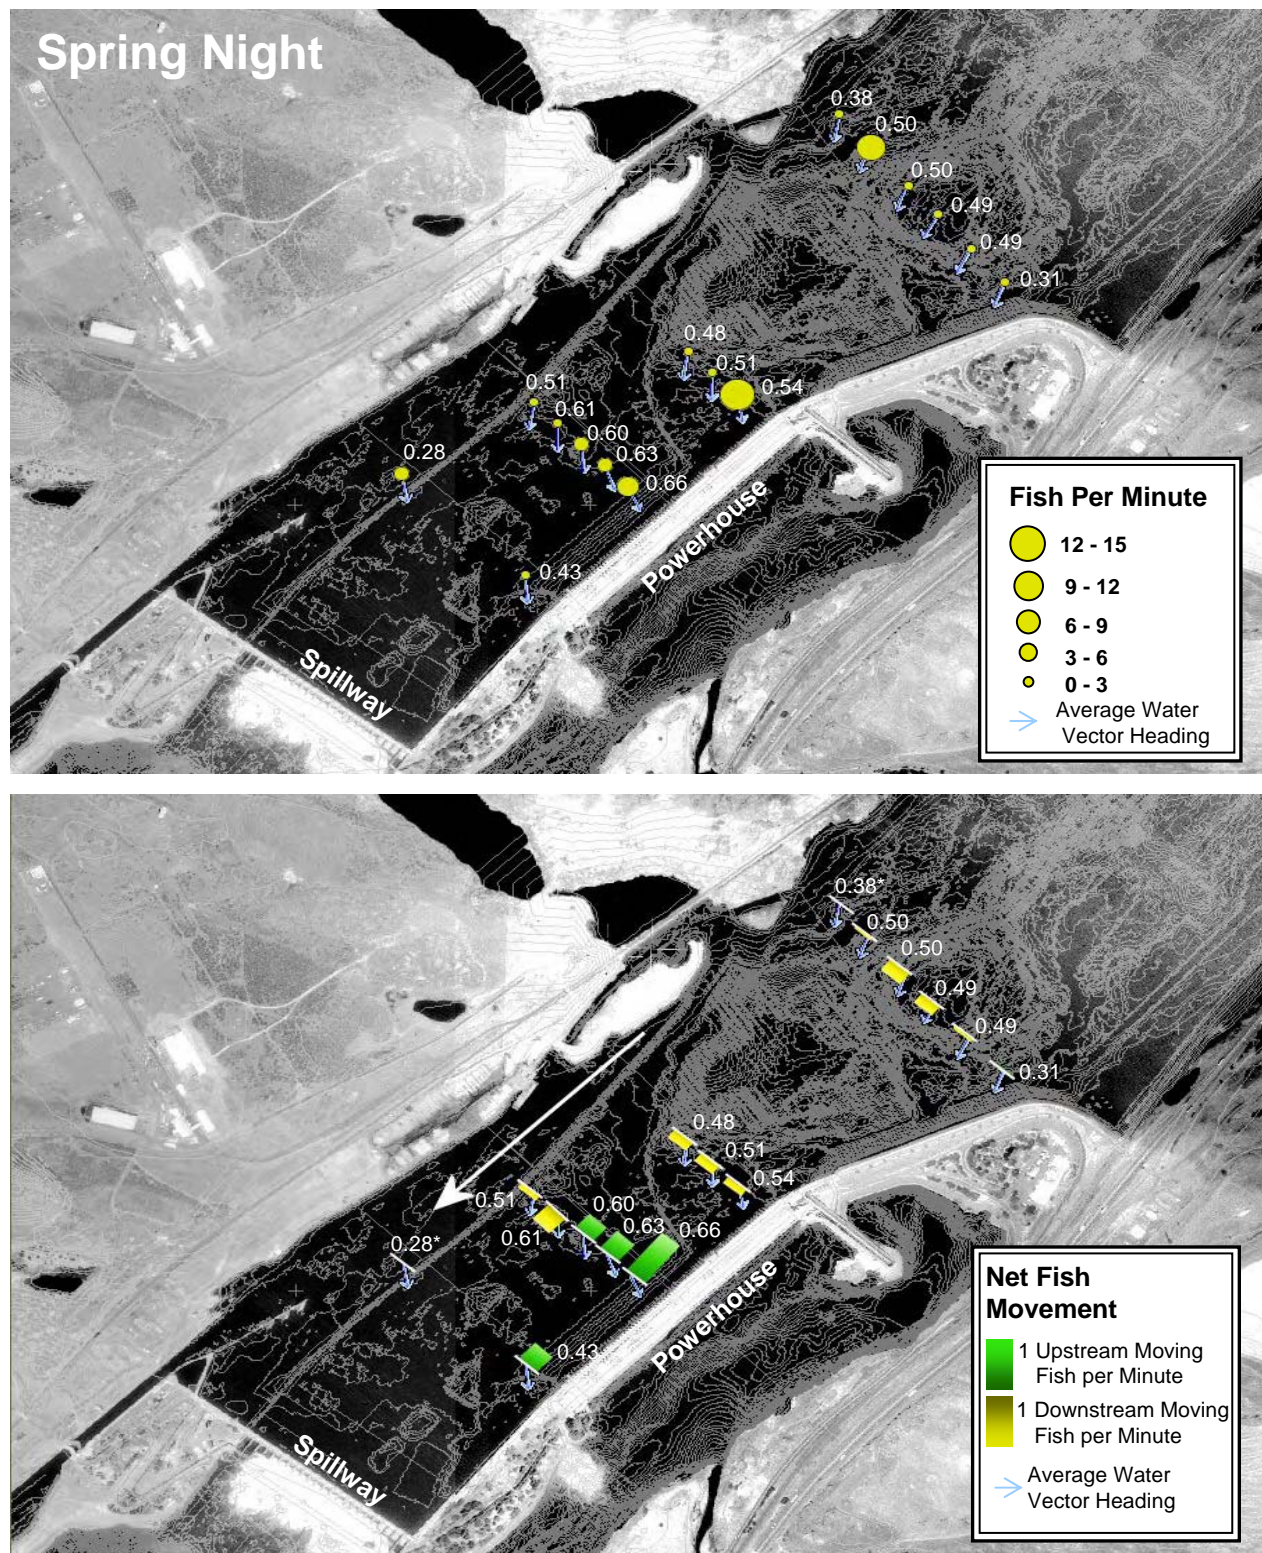 Spring Night
0.38
0.50
0.50
0.49
0.49
0.31
0.48
0.51
0.54
0.51
0.61
0.60
0.63
0.66
0.28
0.43
Powerhouse
Spillway
Fish Per Minute
12 - 15
9 - 12
6 - 9
3 - 6
0 - 3
Average Water
Vector Heading
0.38*
0.50
0.50
0.49
0.49
0.31
0.48
0.51
0.54
0.51
0.60
0.61
0.63
0.66
0.28*
0.43
Powerhouse
Spillway
Net Fish
Movement
1 Upstream Moving
Fish per Minute
1 Downstream Moving
Fish per Minute
Average Water
Vector Heading